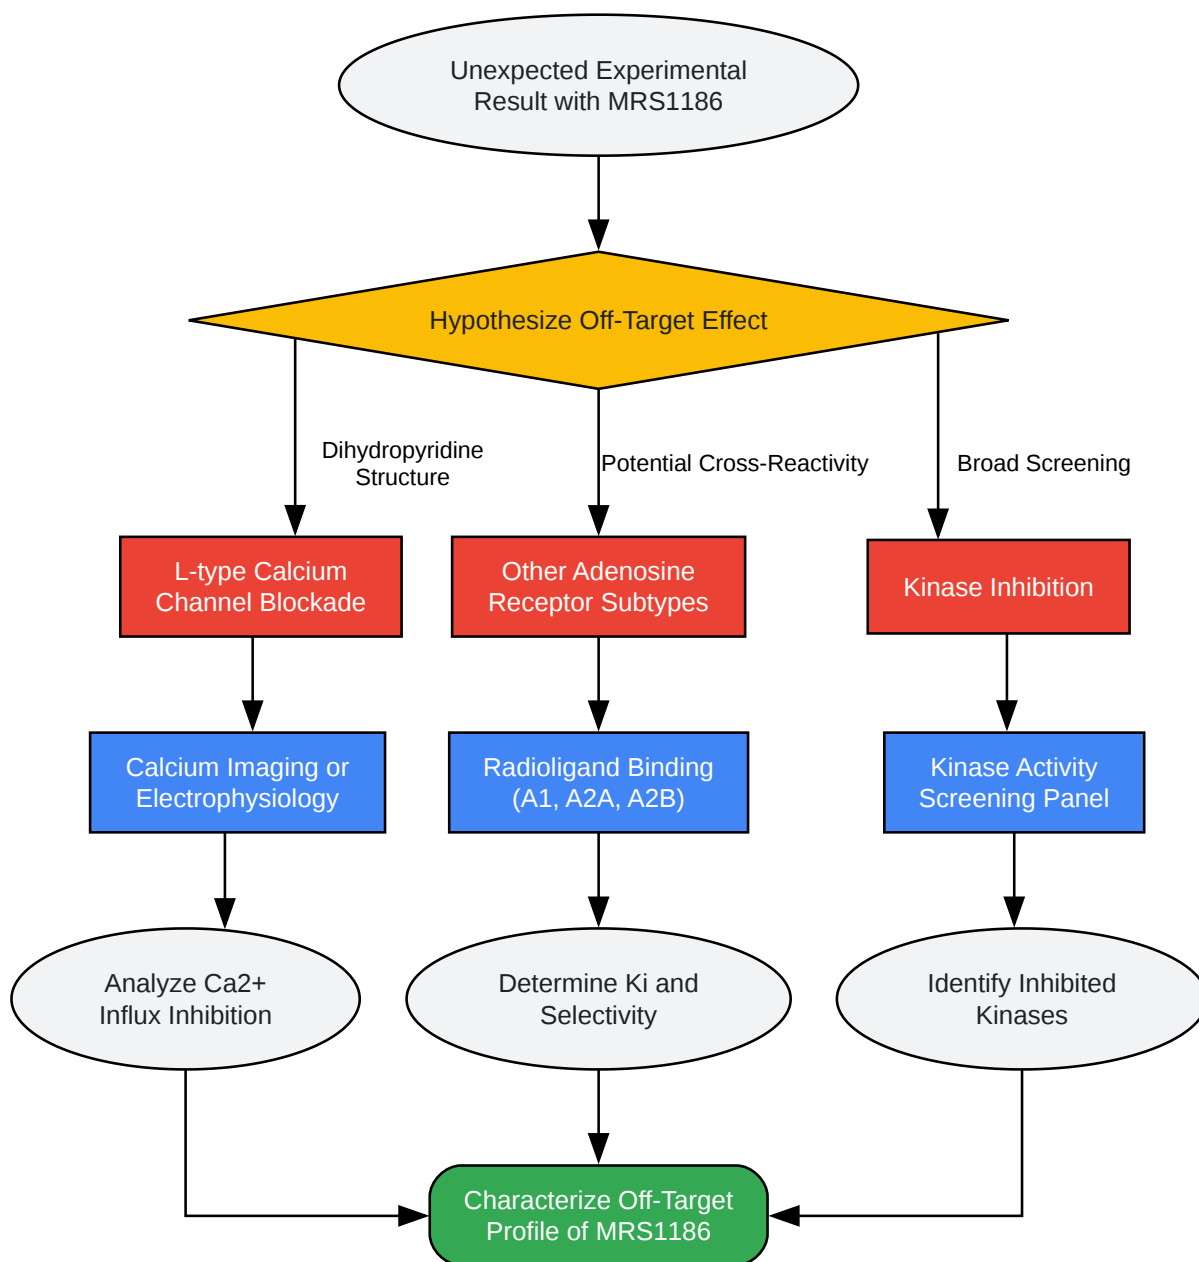 Unexpected Experimental
Result with MRS1186
Hypothesize Off-Target Effect
Dihydropyridine
Structure
Potential Cross-Reactivity
Broad Screening
L-type Calcium
Channel Blockade
Other Adenosine
Receptor Subtypes
Kinase Inhibition
Calcium Imaging or
Electrophysiology
Radioligand Binding
(A1, A2A, A2B)
Kinase Activity
Screening Panel
Analyze Ca2+
Influx Inhibition
Determine Ki and
Selectivity
Identify Inhibited
Kinases
Characterize Off-Target
Profile of MRS1186